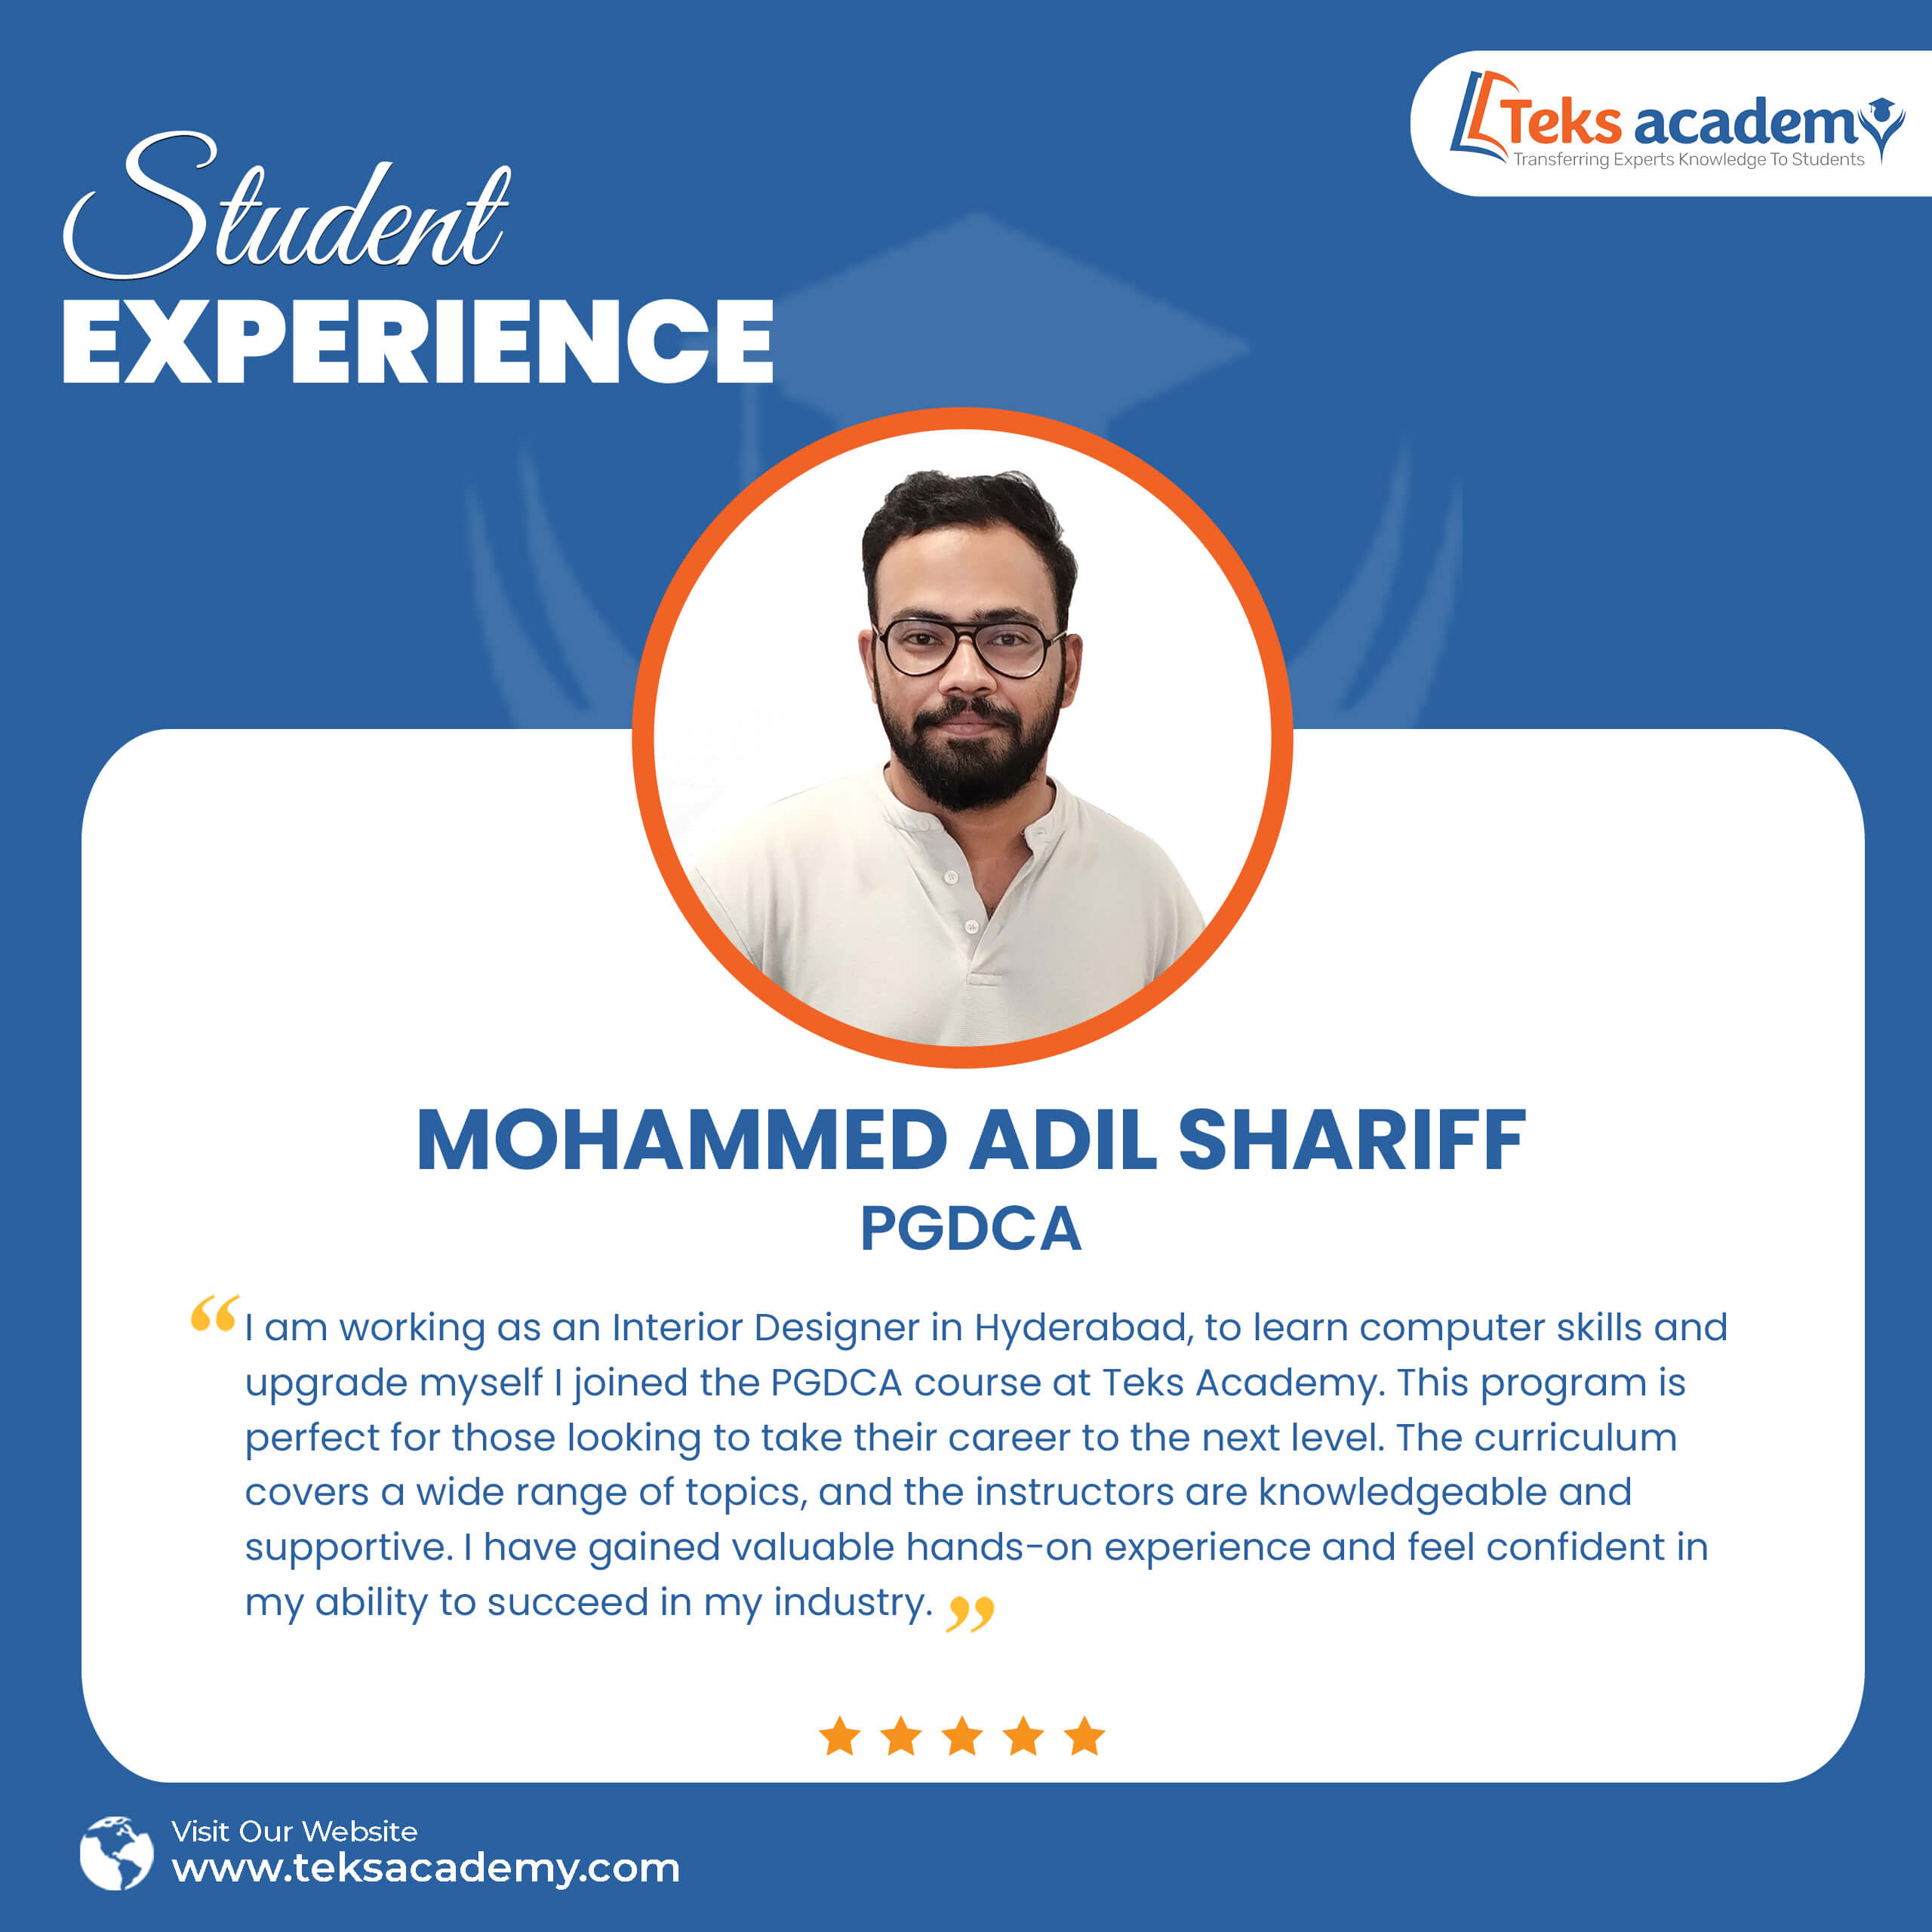 Teks academy
Transferring Experts Knowledge To Students
Student
EXPERIENCE
MOHAMMED ADIL SHARIFF
PGDCA
“I am working as an Interior Designer in Hyderabad, to learn computer skills and
upgrade myself I joined the PGDCA course at Teks Academy. This program is
perfect for those looking to take their career to the next level. The curriculum
covers a wide range of topics, and the instructors are knowledgeable and
supportive. I have gained valuable hands-on experience and feel confident in
my ability to succeed in my industry.”
Visit Our Website
www.teksacademy.com